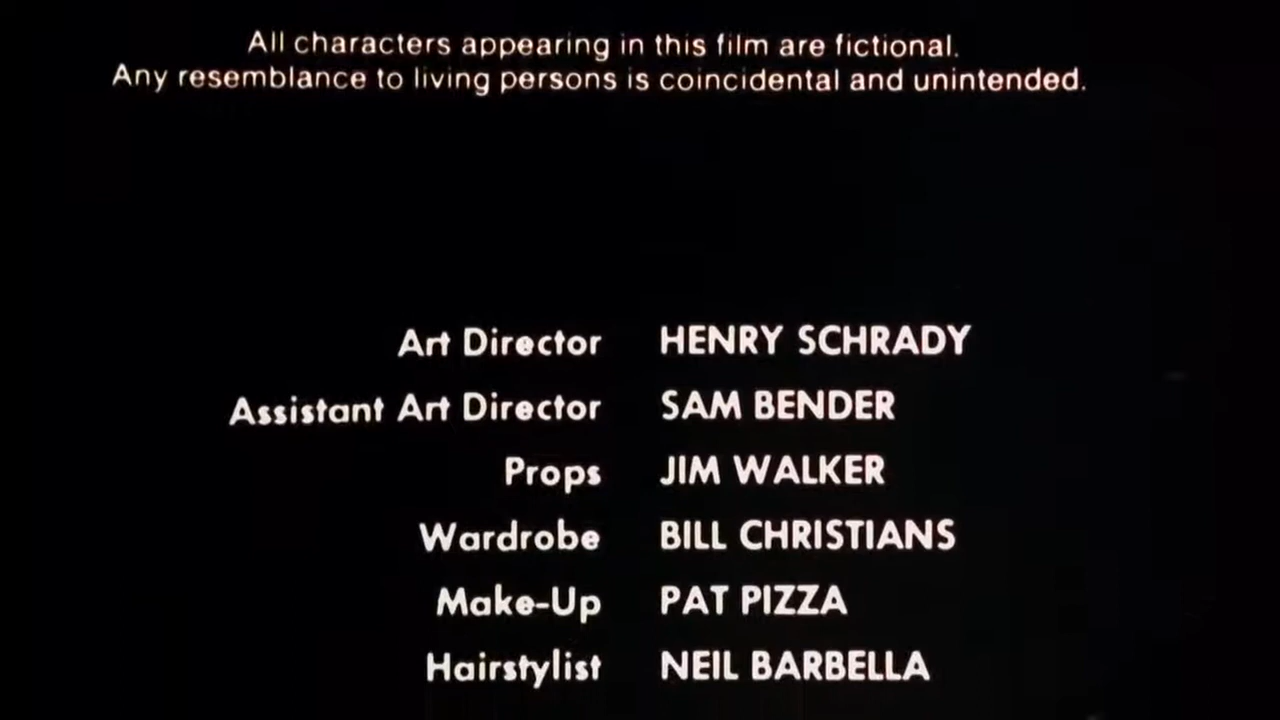 All characters appearing in this film are fictional.
Any resemblance to living persons is coincidental and unintended.
Art Director HENRY SCHRADY
Assistant Art Director SAM BENDER
Props JIM WALKER
Wardrobe BILL CHRISTIANS
Make-Up PAT PIZZA
Hairstylist NEIL BARBELLA